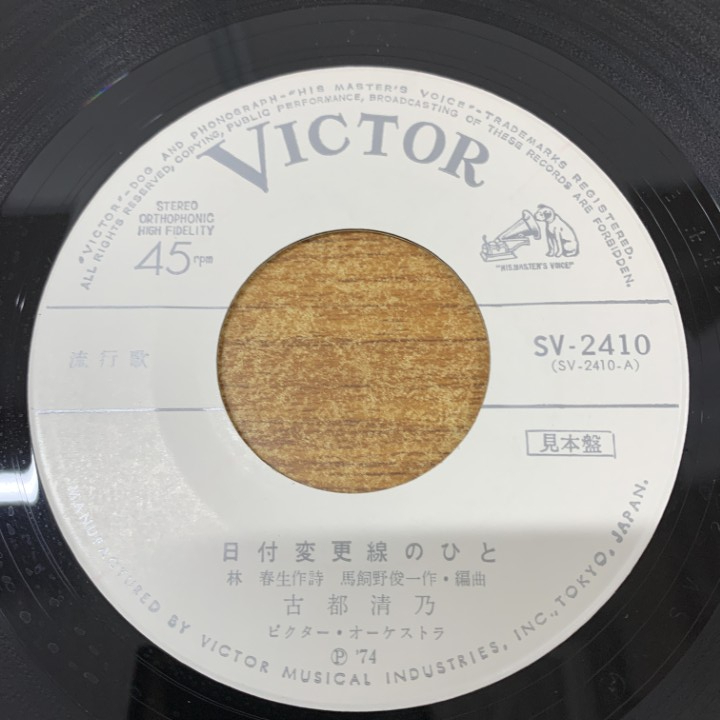 "VICTOR"-DOG AND PHONOGRAPH-"HIS MASTER'S VOICE"-TRADEMARKS REGISTERED.
ALL RIGHTS RESERVED, COPYING, PUBLIC PERFORMANCE, BROADCASTING OF THESE RECORDS ARE FORBIDDEN.
VICTOR
STEREO
ORTHOPHONIC
HIGH FIDELITY
45 rpm
"HIS MASTER'S VOICE"
流行歌
SV-2410
(SV-2410-A)
見本盤
日付変更線のひと
林 春生作詩 馬飼野俊一作・編曲
古都清乃
ビクター・オーケストラ
Ⓟ '74
MANUFACTURED BY VICTOR MUSICAL INDUSTRIES, INC., TOKYO, JAPAN.